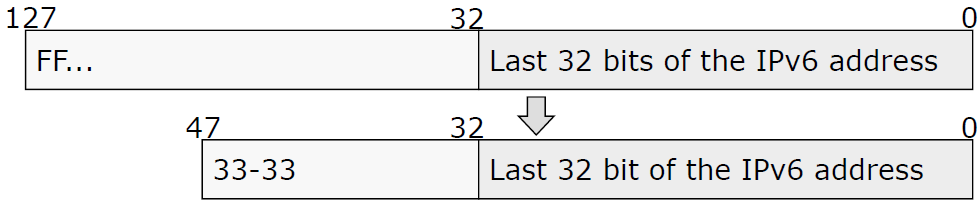 127 32 0
FF... Last 32 bits of the IPv6 address
47 32 0
33-33 Last 32 bit of the IPv6 address